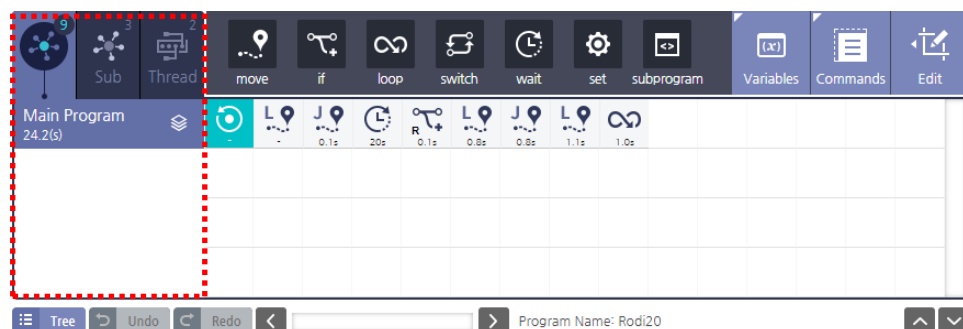 9 3 2
Sub Thread move if loop switch wait set subprogram (x) Variables Commands Edit
Main Program
24.2(s)
L J R L J L
- - 0.1s 20s 0.1s 0.8s 0.8s 1.1s 1.0s
Tree Undo Redo Program Name: Rodi20